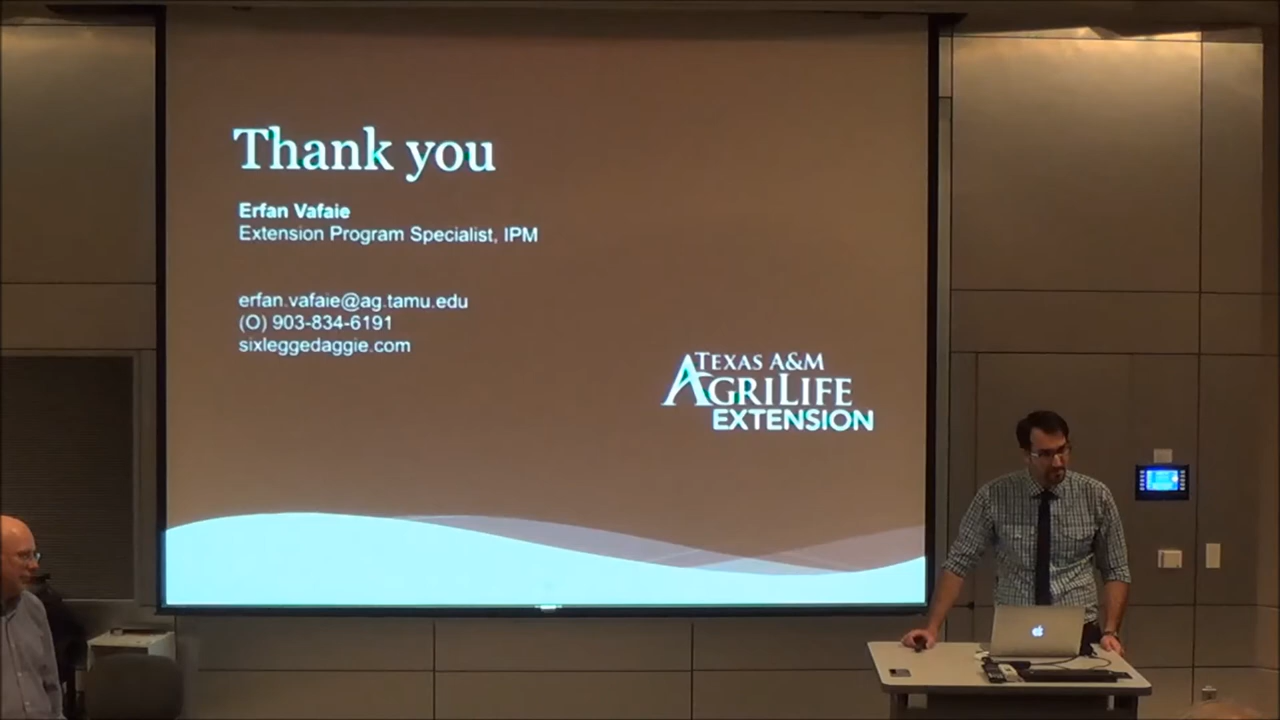 Thank you
Erfan Vafaie
Extension Program Specialist, IPM
erfan.vafaie@ag.tamu.edu
(O) 903-834-6191
sixleggedaggie.com
TEXAS A&M
AGRILIFE
EXTENSION